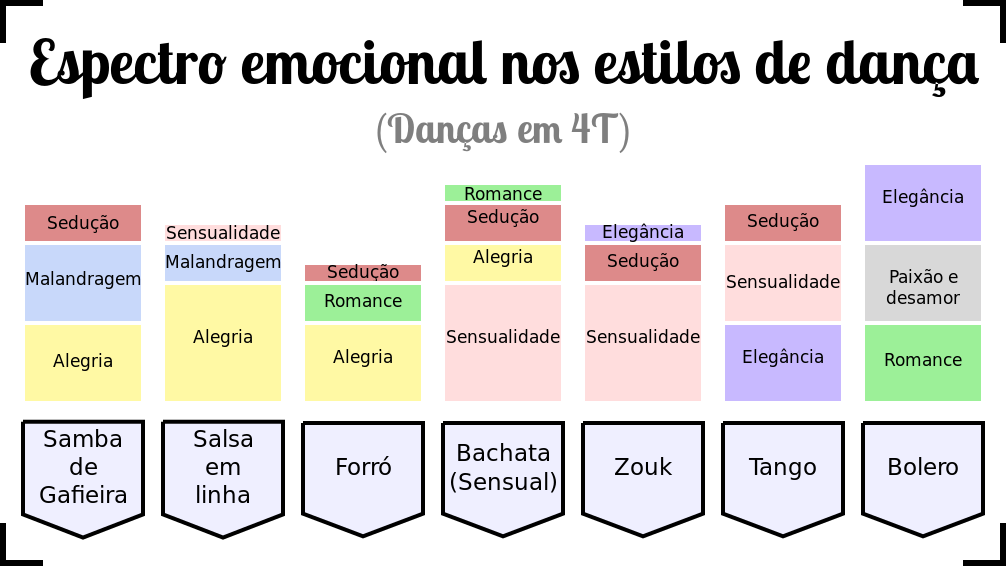 Espectro emocional nos estilos de dança
(Danças em 4T)
Sedução
Malandragem
Alegria
Samba
de
Gafieira
Sensualidade
Malandragem
Alegria
Salsa
em
linha
Sedução
Romance
Alegria
Forró
Romance
Sedução
Alegria
Sensualidade
Bachata
(Sensual)
Elegância
Sedução
Sensualidade
Zouk
Sedução
Sensualidade
Elegância
Tango
Elegância
Paixão e
desamor
Romance
Bolero